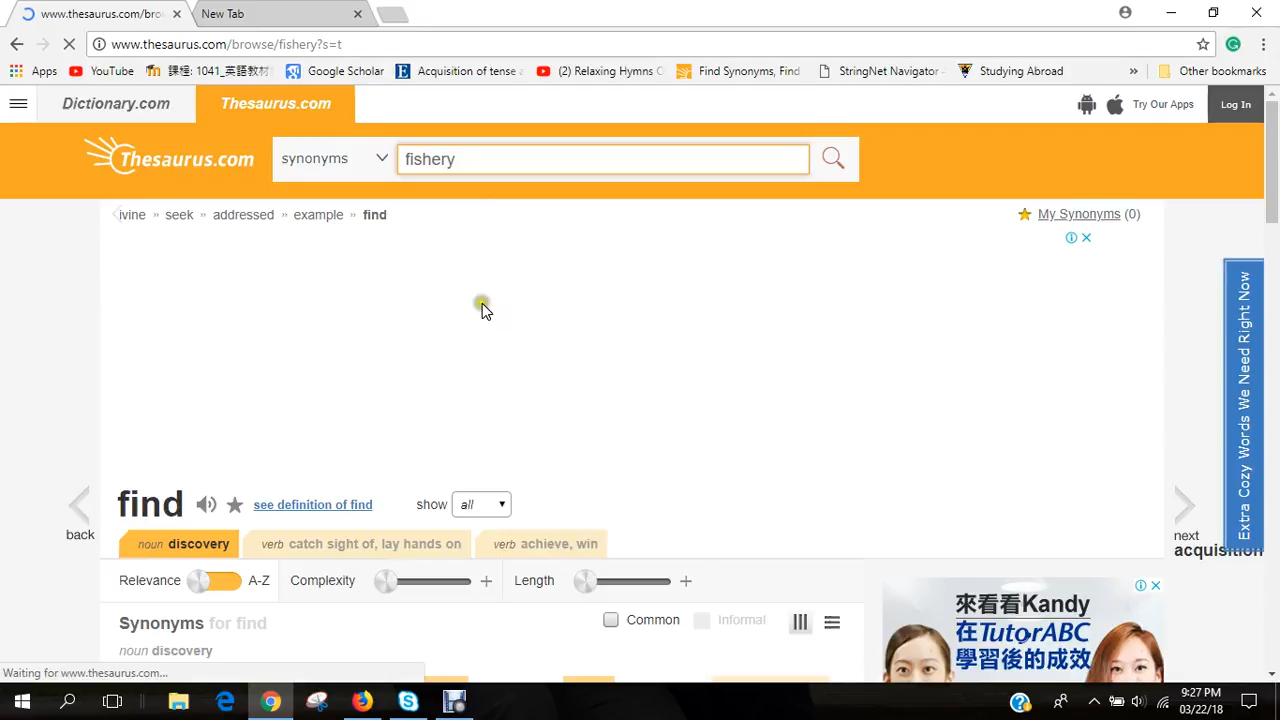 www.thesaurus.com/bro
New Tab
www.thesaurus.com/browse/fishery?s=t
Apps
YouTube
課程: 1041_英語教材
Google Scholar
Acquisition of tense a
(2) Relaxing Hymns C
Find Synonyms, Find
StringNet Navigator -
Studying Abroad
»
Other bookmarks
Dictionary.com
Thesaurus.com
Try Our Apps
Log In
Thesaurus.com
synonyms
fishery
ivine » seek » addressed » example » find
My Synonyms (0)
Extra Cozy Words We Need Right Now
find
see definition of find
show
all
back
next
acquisition
noun discovery
verb catch sight of, lay hands on
verb achieve, win
Relevance
A-Z
Complexity
+
Length
+
Synonyms for find
Common
Informal
noun discovery
來看看Kandy
在TutorABC
學習後的成效
Waiting for www.thesaurus.com...
9:27 PM
03/22/18